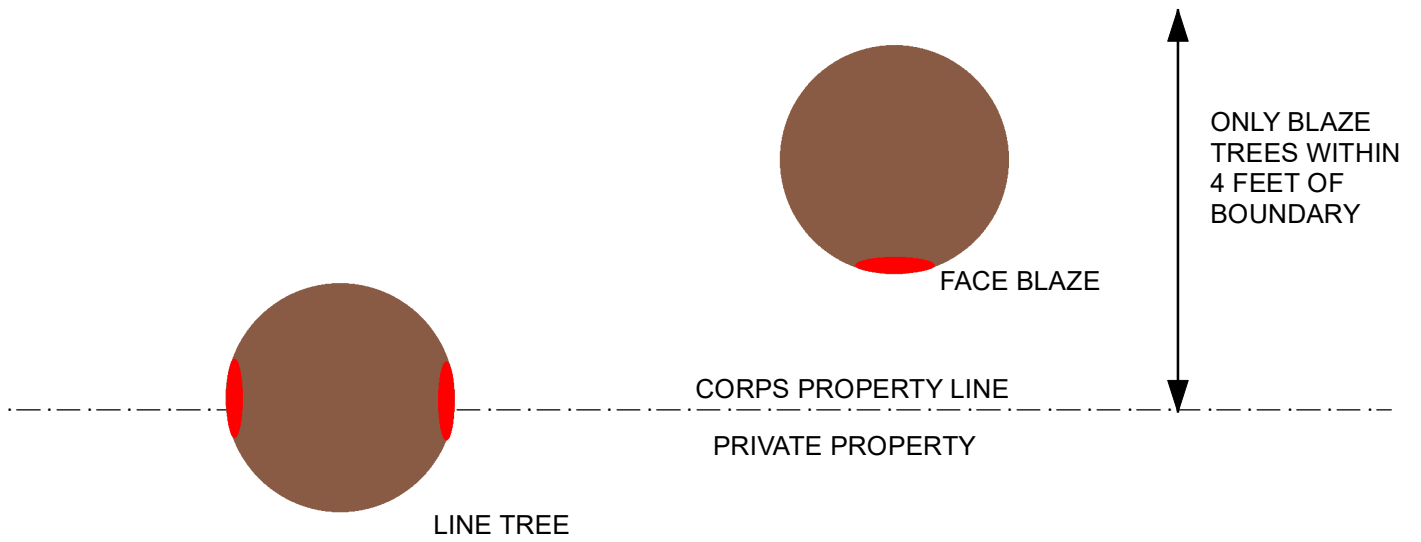 ONLY BLAZE
TREES WITHIN
4 FEET OF
BOUNDARY
FACE BLAZE
CORPS PROPERTY LINE
PRIVATE PROPERTY
LINE TREE